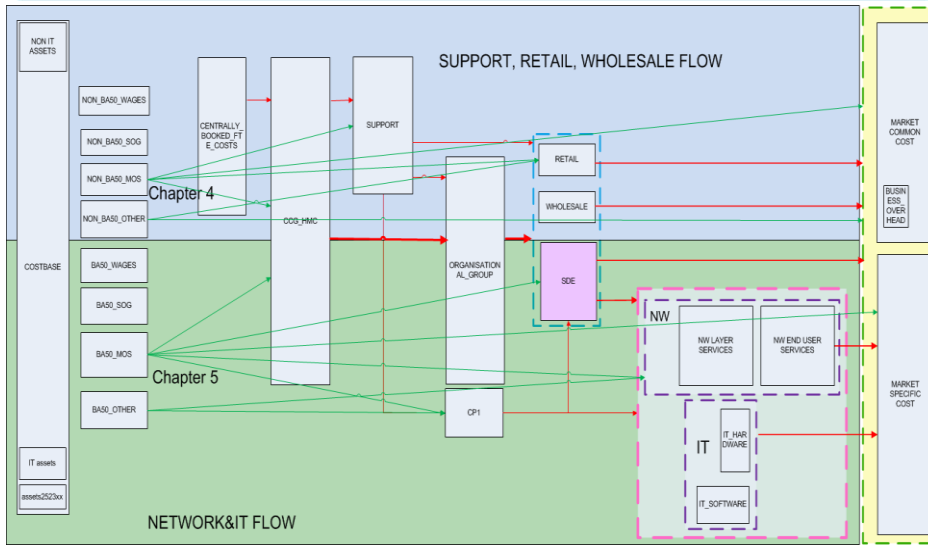 NON IT
ASSETS
SUPPORT, RETAIL, WHOLESALE FLOW
NON_BA50_WAGES
CENTRALLY_
BOOKED_FT
E_COSTS
SUPPORT
MARKET
COMMON
COST
NON_BA50_SOG
RETAIL
NON_BA50_MOS
Chapter 4
BUSIN
ESS_
OVER
HEAD
WHOLESALE
NON_BA50_OTHER
CCG_HMC
COSTBASE
BA50_WAGES
ORGANISATION
AL_GROUP
SDE
BA50_SOG
NW
NW LAYER
SERVICES
NW END USER
SERVICES
BA50_MOS
Chapter 5
MARKET
SPECIFIC
COST
BA50_OTHER
CP1
IT
IT_HAR
DWARE
IT assets
assets2523xx
IT_SOFTWARE
NETWORK&IT FLOW